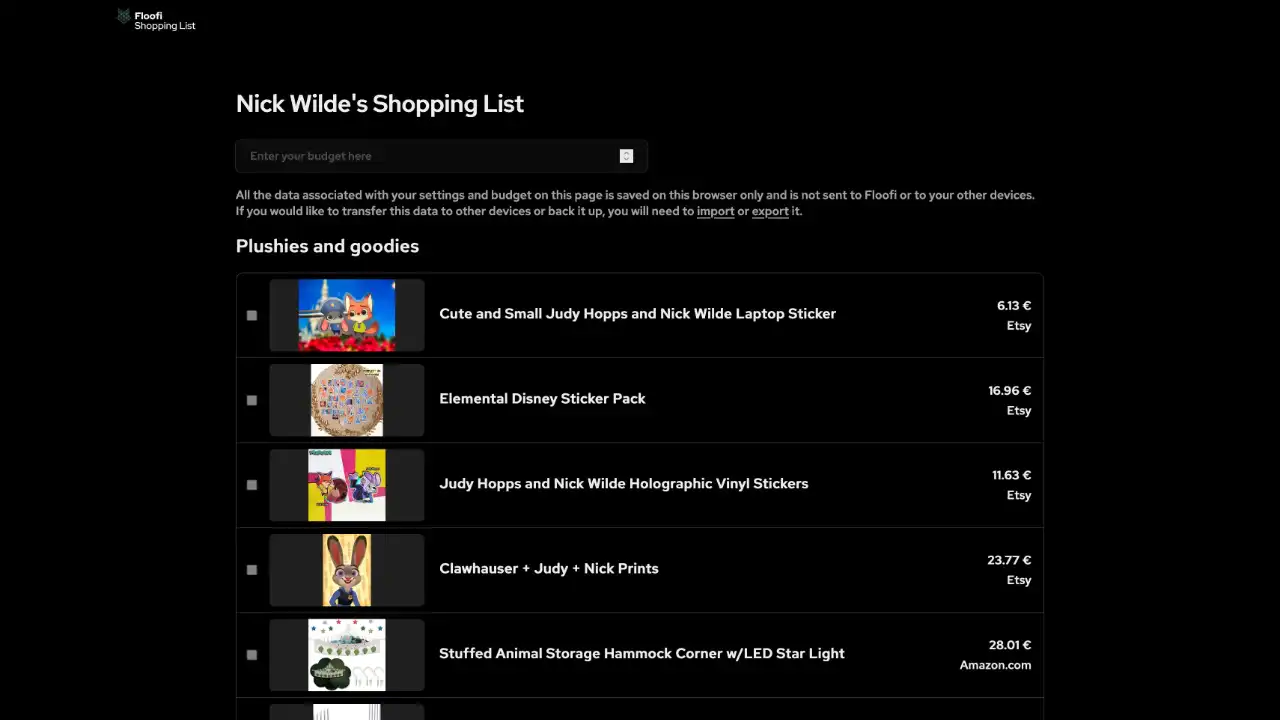 Floofi
Shopping List
Nick Wilde's Shopping List
Enter your budget here
All the data associated with your settings and budget on this page is saved on this browser only and is not sent to Floofi or to your other devices.
If you would like to transfer this data to other devices or back it up, you will need to import or export it.
Plushies and goodies
Cute and Small Judy Hopps and Nick Wilde Laptop Sticker
6.13 €
Etsy
Elemental Disney Sticker Pack
16.96 €
Etsy
Judy Hopps and Nick Wilde Holographic Vinyl Stickers
11.63 €
Etsy
Clawhauser + Judy + Nick Prints
23.77 €
Etsy
Stuffed Animal Storage Hammock Corner w/LED Star Light
28.01 €
Amazon.com